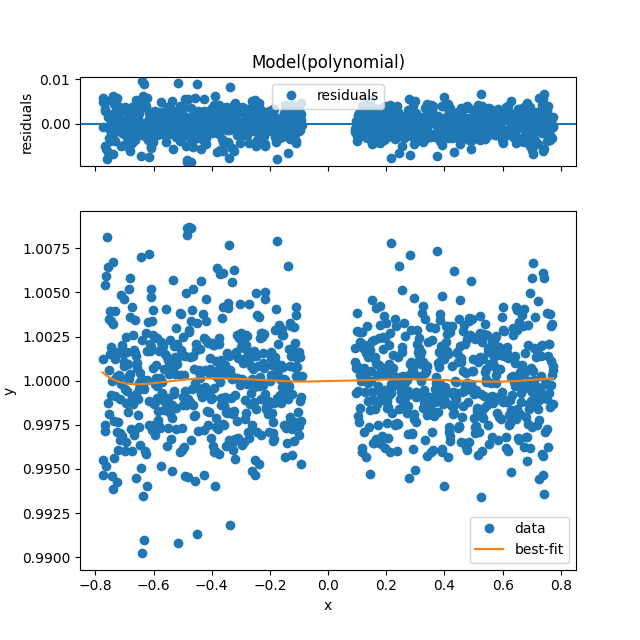 Model(polynomial)
0.01
0.00
residuals
residuals
1.0075
1.0050
1.0025
1.0000
0.9975
0.9950
0.9925
0.9900
y
data
best-fit
−0.8 −0.6 −0.4 −0.2 0.0 0.2 0.4 0.6 0.8
x